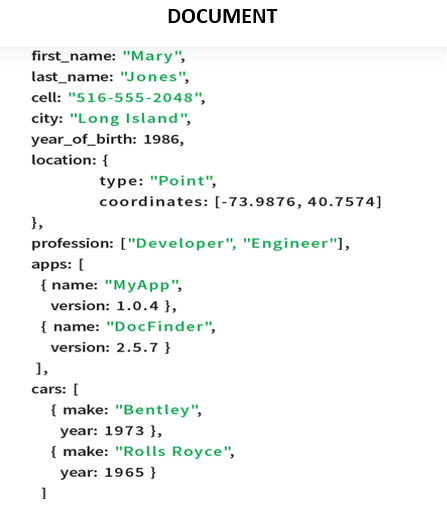 DOCUMENT
first_name: "Mary",
last_name: "Jones",
cell: "516-555-2048",
city: "Long Island",
year_of_birth: 1986,
location: {
type: "Point",
coordinates: [-73.9876, 40.7574]
},
profession: ["Developer", "Engineer"],
apps: [
{ name: "MyApp",
version: 1.0.4 },
{ name: "DocFinder",
version: 2.5.7 }
],
cars: [
{ make: "Bentley",
year: 1973 },
{ make: "Rolls Royce",
year: 1965 }
]